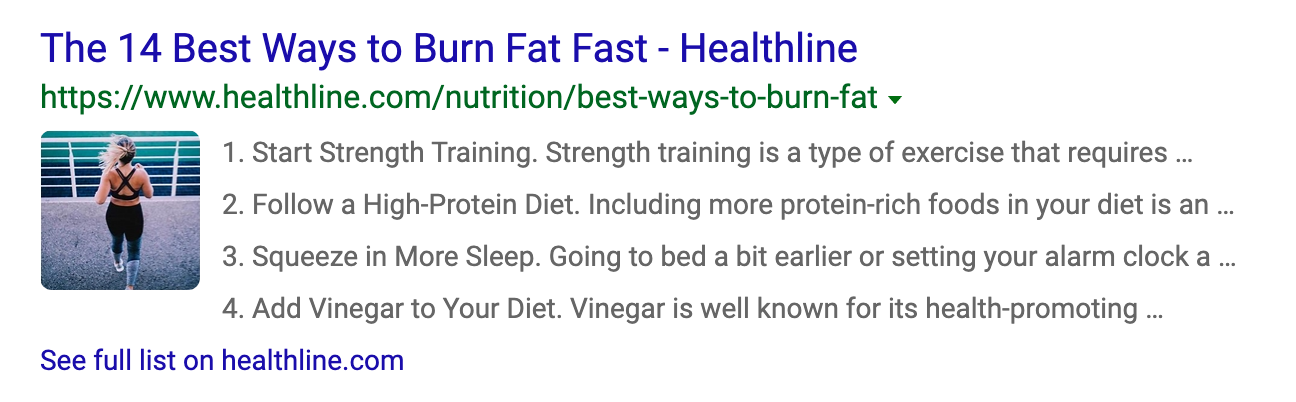 The 14 Best Ways to Burn Fat Fast - Healthline
https://www.healthline.com/nutrition/best-ways-to-burn-fat
1. Start Strength Training. Strength training is a type of exercise that requires ...
2. Follow a High-Protein Diet. Including more protein-rich foods in your diet is an ...
3. Squeeze in More Sleep. Going to bed a bit earlier or setting your alarm clock a ...
4. Add Vinegar to Your Diet. Vinegar is well known for its health-promoting ...
See full list on healthline.com